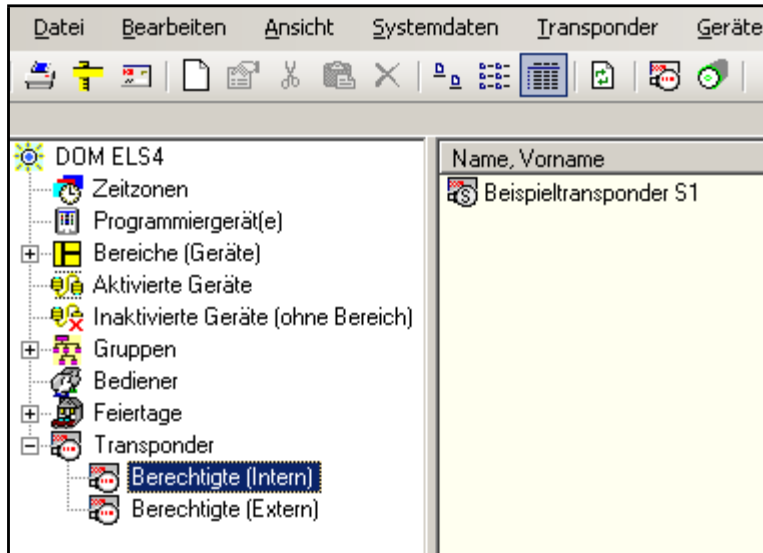 Datei Bearbeiten Ansicht Systemdaten Transponder Geräte
DOM ELS4
Zeitzonen
Programmiergerät(e)
Bereiche (Geräte)
Aktivierte Geräte
Inaktivierte Geräte (ohne Bereich)
Gruppen
Bediener
Feiertage
Transponder
Berechtigte (Intern)
Berechtigte (Extern)
Name, Vorname
Beispieltransponder S1